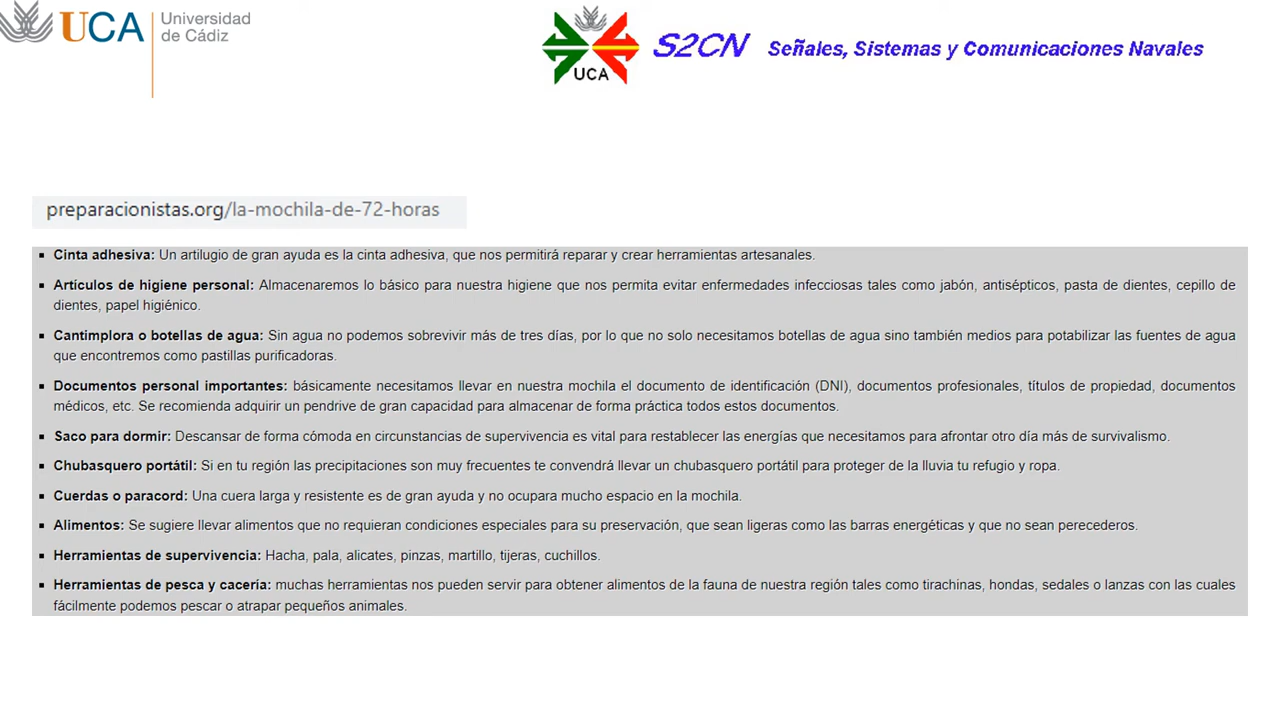 UCA
Universidad
de Cádiz
UCA
S2CN
Señales, Sistemas y Comunicaciones Navales
preparacionistas.org/la-mochila-de-72-horas
▪ Cinta adhesiva: Un artilugio de gran ayuda es la cinta adhesiva, que nos permitirá reparar y crear herramientas artesanales.
▪ Artículos de higiene personal: Almacenaremos lo básico para nuestra higiene que nos permita evitar enfermedades infecciosas tales como jabón, antisépticos, pasta de dientes, cepillo de
dientes, papel higiénico.
▪ Cantimplora o botellas de agua: Sin agua no podemos sobrevivir más de tres días, por lo que no solo necesitamos botellas de agua sino también medios para potabilizar las fuentes de agua
que encontremos como pastillas purificadoras.
▪ Documentos personal importantes: básicamente necesitamos llevar en nuestra mochila el documento de identificación (DNI), documentos profesionales, títulos de propiedad, documentos
médicos, etc. Se recomienda adquirir un pendrive de gran capacidad para almacenar de forma práctica todos estos documentos.
▪ Saco para dormir: Descansar de forma cómoda en circunstancias de supervivencia es vital para restablecer las energías que necesitamos para afrontar otro día más de survivalismo.
▪ Chubasquero portátil: Si en tu región las precipitaciones son muy frecuentes te convendrá llevar un chubasquero portátil para proteger de la lluvia tu refugio y ropa.
▪ Cuerdas o paracord: Una cuera larga y resistente es de gran ayuda y no ocupara mucho espacio en la mochila.
▪ Alimentos: Se sugiere llevar alimentos que no requieran condiciones especiales para su preservación, que sean ligeras como las barras energéticas y que no sean perecederos.
▪ Herramientas de supervivencia: Hacha, pala, alicates, pinzas, martillo, tijeras, cuchillos.
▪ Herramientas de pesca y cacería: muchas herramientas nos pueden servir para obtener alimentos de la fauna de nuestra región tales como tirachinas, hondas, sedales o lanzas con las cuales
fácilmente podemos pescar o atrapar pequeños animales.